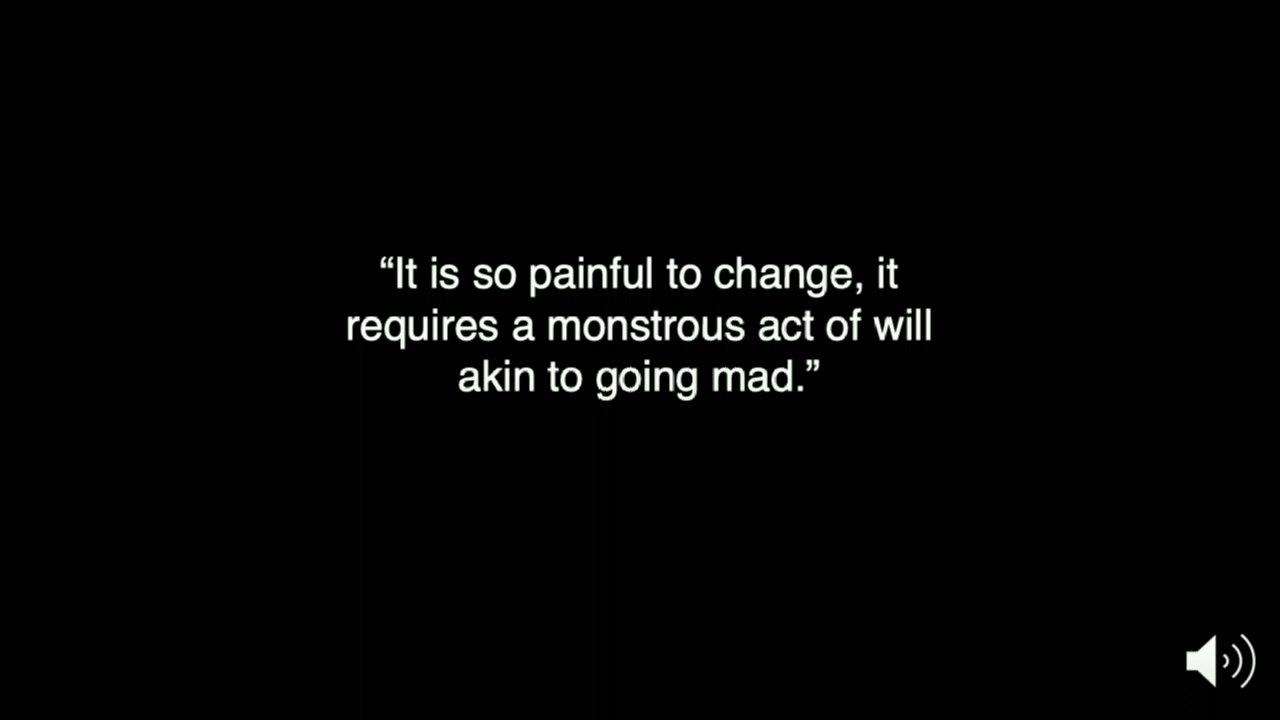 “It is so painful to change, it
requires a monstrous act of will
akin to going mad.”